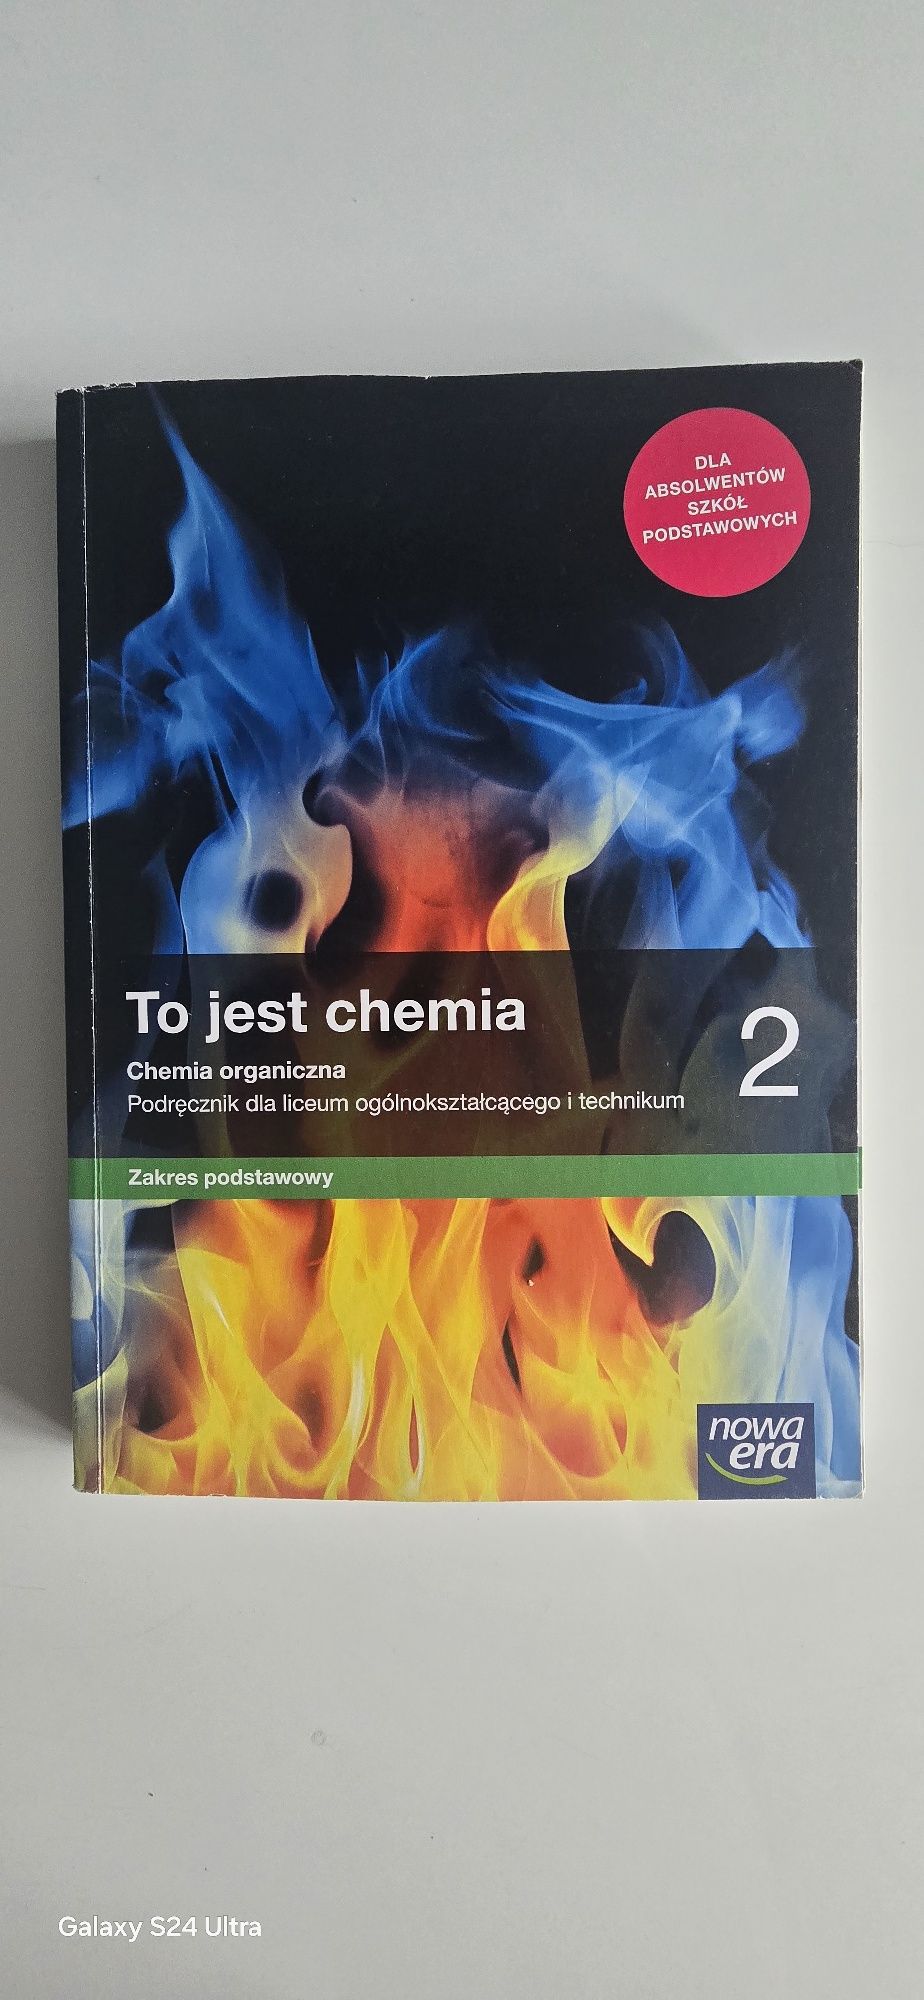 DLA
ABSOLWENTÓW
SZKÓŁ
PODSTAWOWYCH
To jest chemia
2
Chemia organiczna
Podręcznik dla liceum ogólnokształcącego i technikum
Zakres podstawowy
nowa
era
Galaxy S24 Ultra